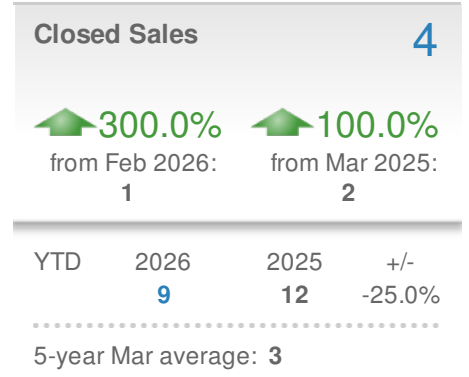 Closed Sales 4
300.0% 100.0%
from Feb 2026: from Mar 2025:
1 2
YTD 2026 2025 +/-
9 12 -25.0%
5-year Mar average: 3